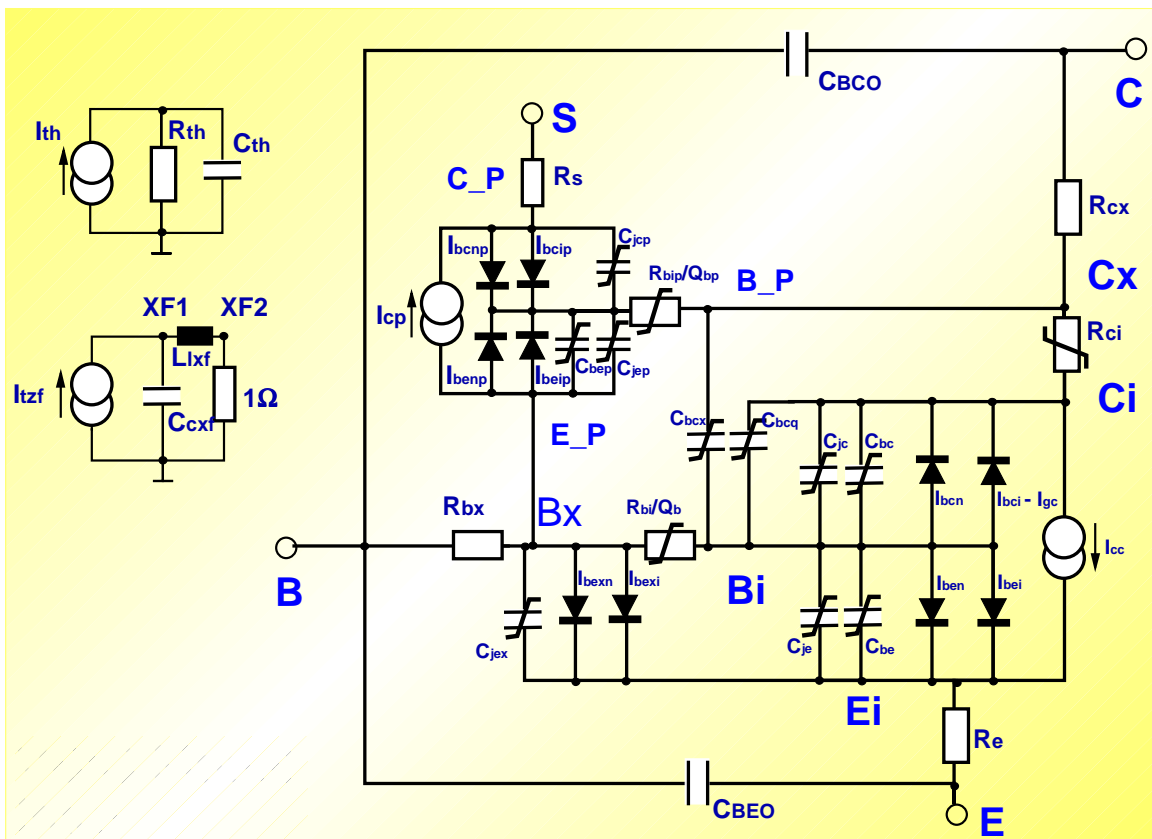 CBCO
C
S
Ith
Rth
Cth
C_P
Rs
Rcx
Ibcnp
Ibcip
Cjcp
Rbip/Qbp
B_P
Cx
XF1
XF2
Icp
Rci
Llxf
Itzf
1Ω
Ccxf
Ibenp
Ibeip
Cbep
Cjep
Ci
E_P
Cbcx
Cbcq
Cjc
Cbc
Ibcn
Ibci - Igc
Rbx
Bx
Rbi/Qb
Icc
B
Ibexn
Ibexi
Bi
Iben
Ibei
Cjex
Cje
Cbe
Ei
Re
CBEO
E